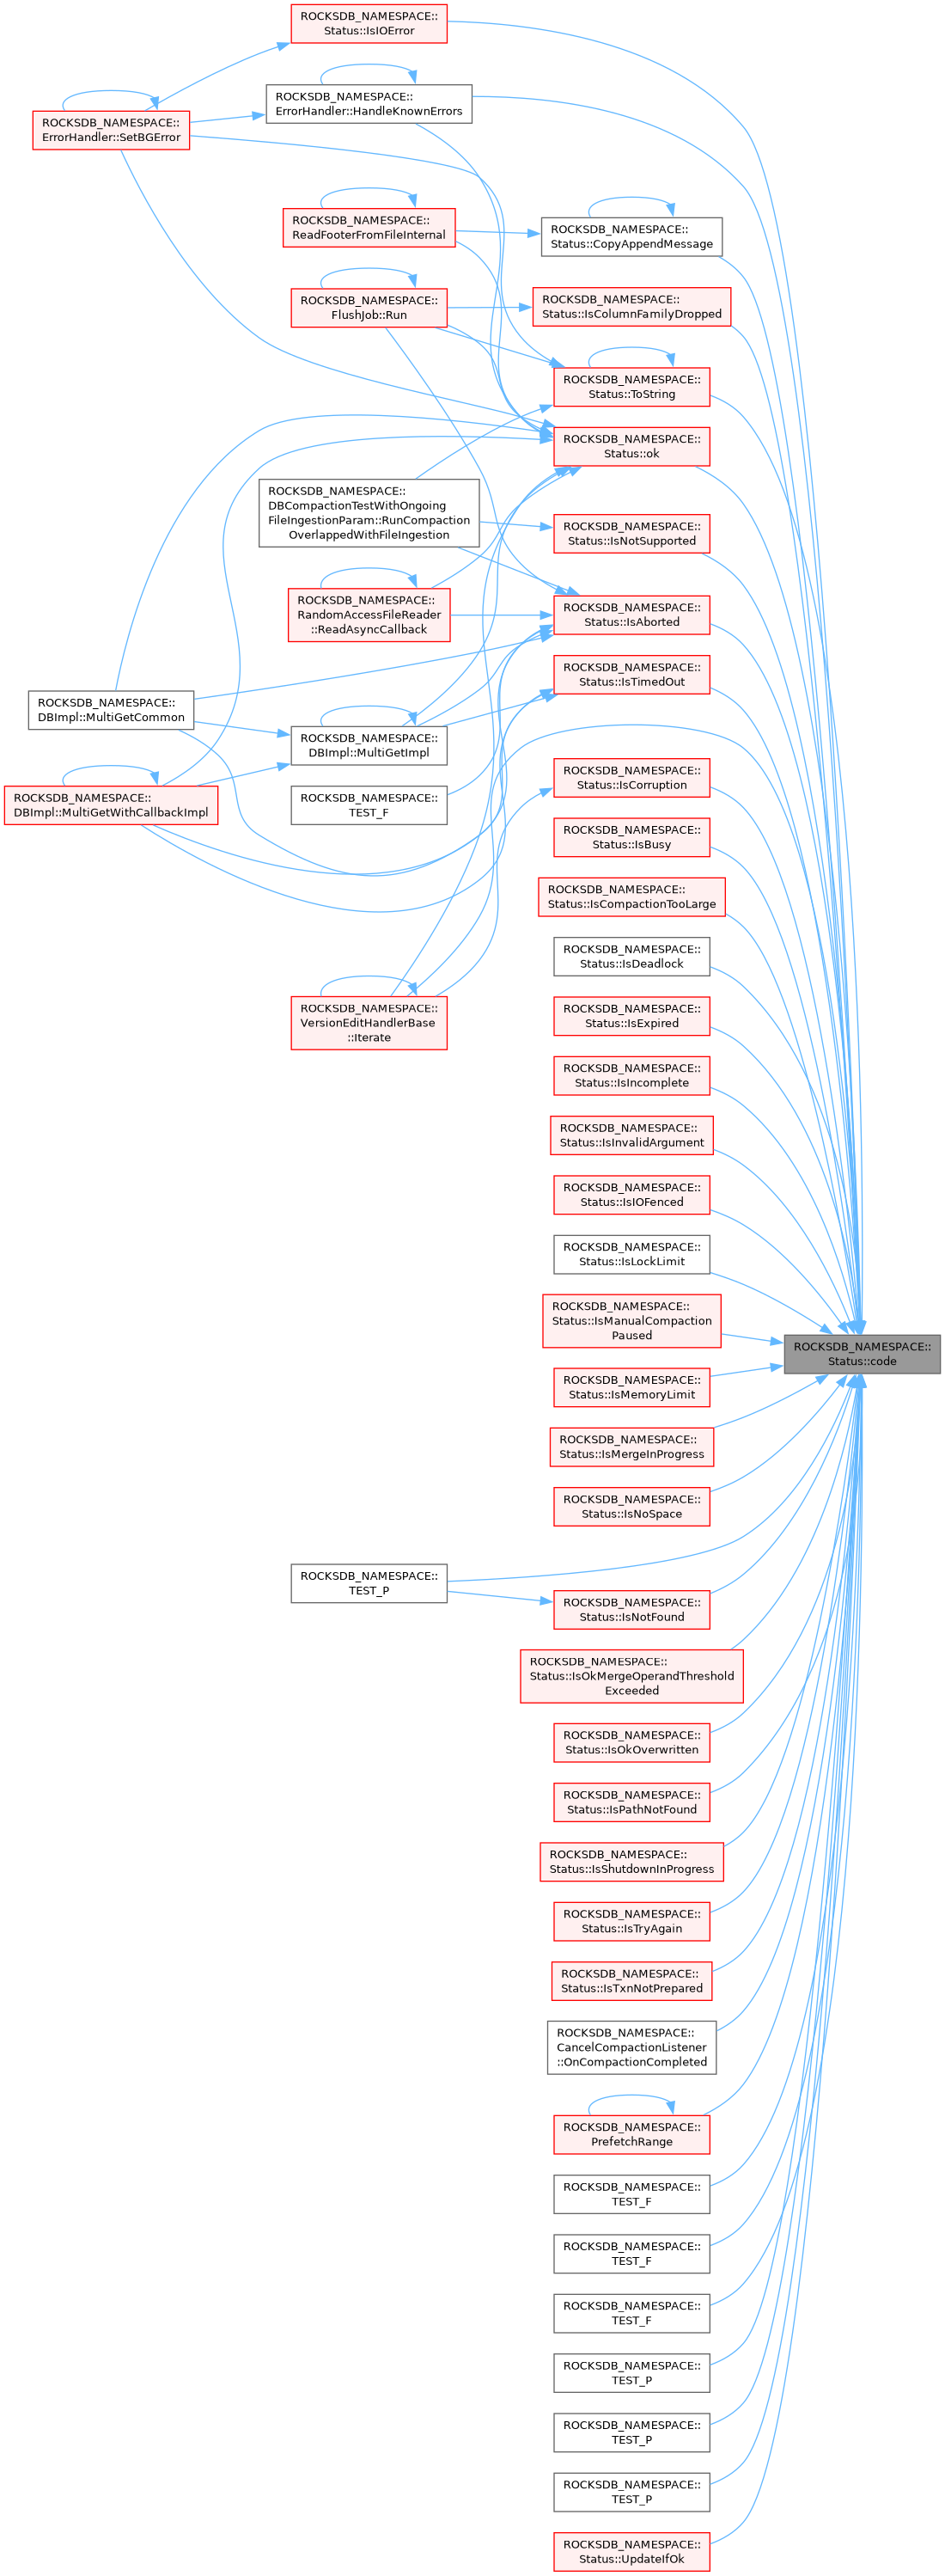 ROCKSDB_NAMESPACE::
Status::IsIOError
ROCKSDB_NAMESPACE::
ErrorHandler::HandleKnownErrors
ROCKSDB_NAMESPACE::
ErrorHandler::SetBGError
ROCKSDB_NAMESPACE::
ReadFooterFromFileInternal
ROCKSDB_NAMESPACE::
Status::CopyAppendMessage
ROCKSDB_NAMESPACE::
FlushJob::Run
ROCKSDB_NAMESPACE::
Status::IsColumnFamilyDropped
ROCKSDB_NAMESPACE::
Status::ToString
ROCKSDB_NAMESPACE::
Status::ok
ROCKSDB_NAMESPACE::
DBCompactionTestWithOngoing
FileIngestionParam::RunCompaction
OverlappedWithFileIngestion
ROCKSDB_NAMESPACE::
Status::IsNotSupported
ROCKSDB_NAMESPACE::
RandomAccessFileReader
::ReadAsyncCallback
ROCKSDB_NAMESPACE::
Status::IsAborted
ROCKSDB_NAMESPACE::
Status::IsTimedOut
ROCKSDB_NAMESPACE::
DBImpl::MultiGetCommon
ROCKSDB_NAMESPACE::
DBImpl::MultiGetImpl
ROCKSDB_NAMESPACE::
Status::IsCorruption
ROCKSDB_NAMESPACE::
DBImpl::MultiGetWithCallbackImpl
ROCKSDB_NAMESPACE::
TEST_F
ROCKSDB_NAMESPACE::
Status::IsBusy
ROCKSDB_NAMESPACE::
Status::IsCompactionTooLarge
ROCKSDB_NAMESPACE::
Status::IsDeadlock
ROCKSDB_NAMESPACE::
VersionEditHandlerBase
::Iterate
ROCKSDB_NAMESPACE::
Status::IsExpired
ROCKSDB_NAMESPACE::
Status::IsIncomplete
ROCKSDB_NAMESPACE::
Status::IsInvalidArgument
ROCKSDB_NAMESPACE::
Status::IsIOFenced
ROCKSDB_NAMESPACE::
Status::IsLockLimit
ROCKSDB_NAMESPACE::
Status::IsManualCompaction
Paused
ROCKSDB_NAMESPACE::
Status::code
ROCKSDB_NAMESPACE::
Status::IsMemoryLimit
ROCKSDB_NAMESPACE::
Status::IsMergeInProgress
ROCKSDB_NAMESPACE::
Status::IsNoSpace
ROCKSDB_NAMESPACE::
TEST_P
ROCKSDB_NAMESPACE::
Status::IsNotFound
ROCKSDB_NAMESPACE::
Status::IsOkMergeOperandThreshold
Exceeded
ROCKSDB_NAMESPACE::
Status::IsOkOverwritten
ROCKSDB_NAMESPACE::
Status::IsPathNotFound
ROCKSDB_NAMESPACE::
Status::IsShutdownInProgress
ROCKSDB_NAMESPACE::
Status::IsTryAgain
ROCKSDB_NAMESPACE::
Status::IsTxnNotPrepared
ROCKSDB_NAMESPACE::
CancelCompactionListener
::OnCompactionCompleted
ROCKSDB_NAMESPACE::
PrefetchRange
ROCKSDB_NAMESPACE::
TEST_F
ROCKSDB_NAMESPACE::
TEST_F
ROCKSDB_NAMESPACE::
TEST_F
ROCKSDB_NAMESPACE::
TEST_P
ROCKSDB_NAMESPACE::
TEST_P
ROCKSDB_NAMESPACE::
TEST_P
ROCKSDB_NAMESPACE::
Status::UpdateIfOk